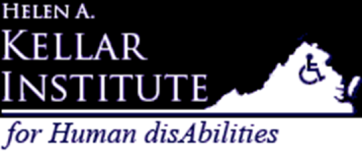 HELEN A.
KELLAR
INSTITUTE
for Human disAbilities